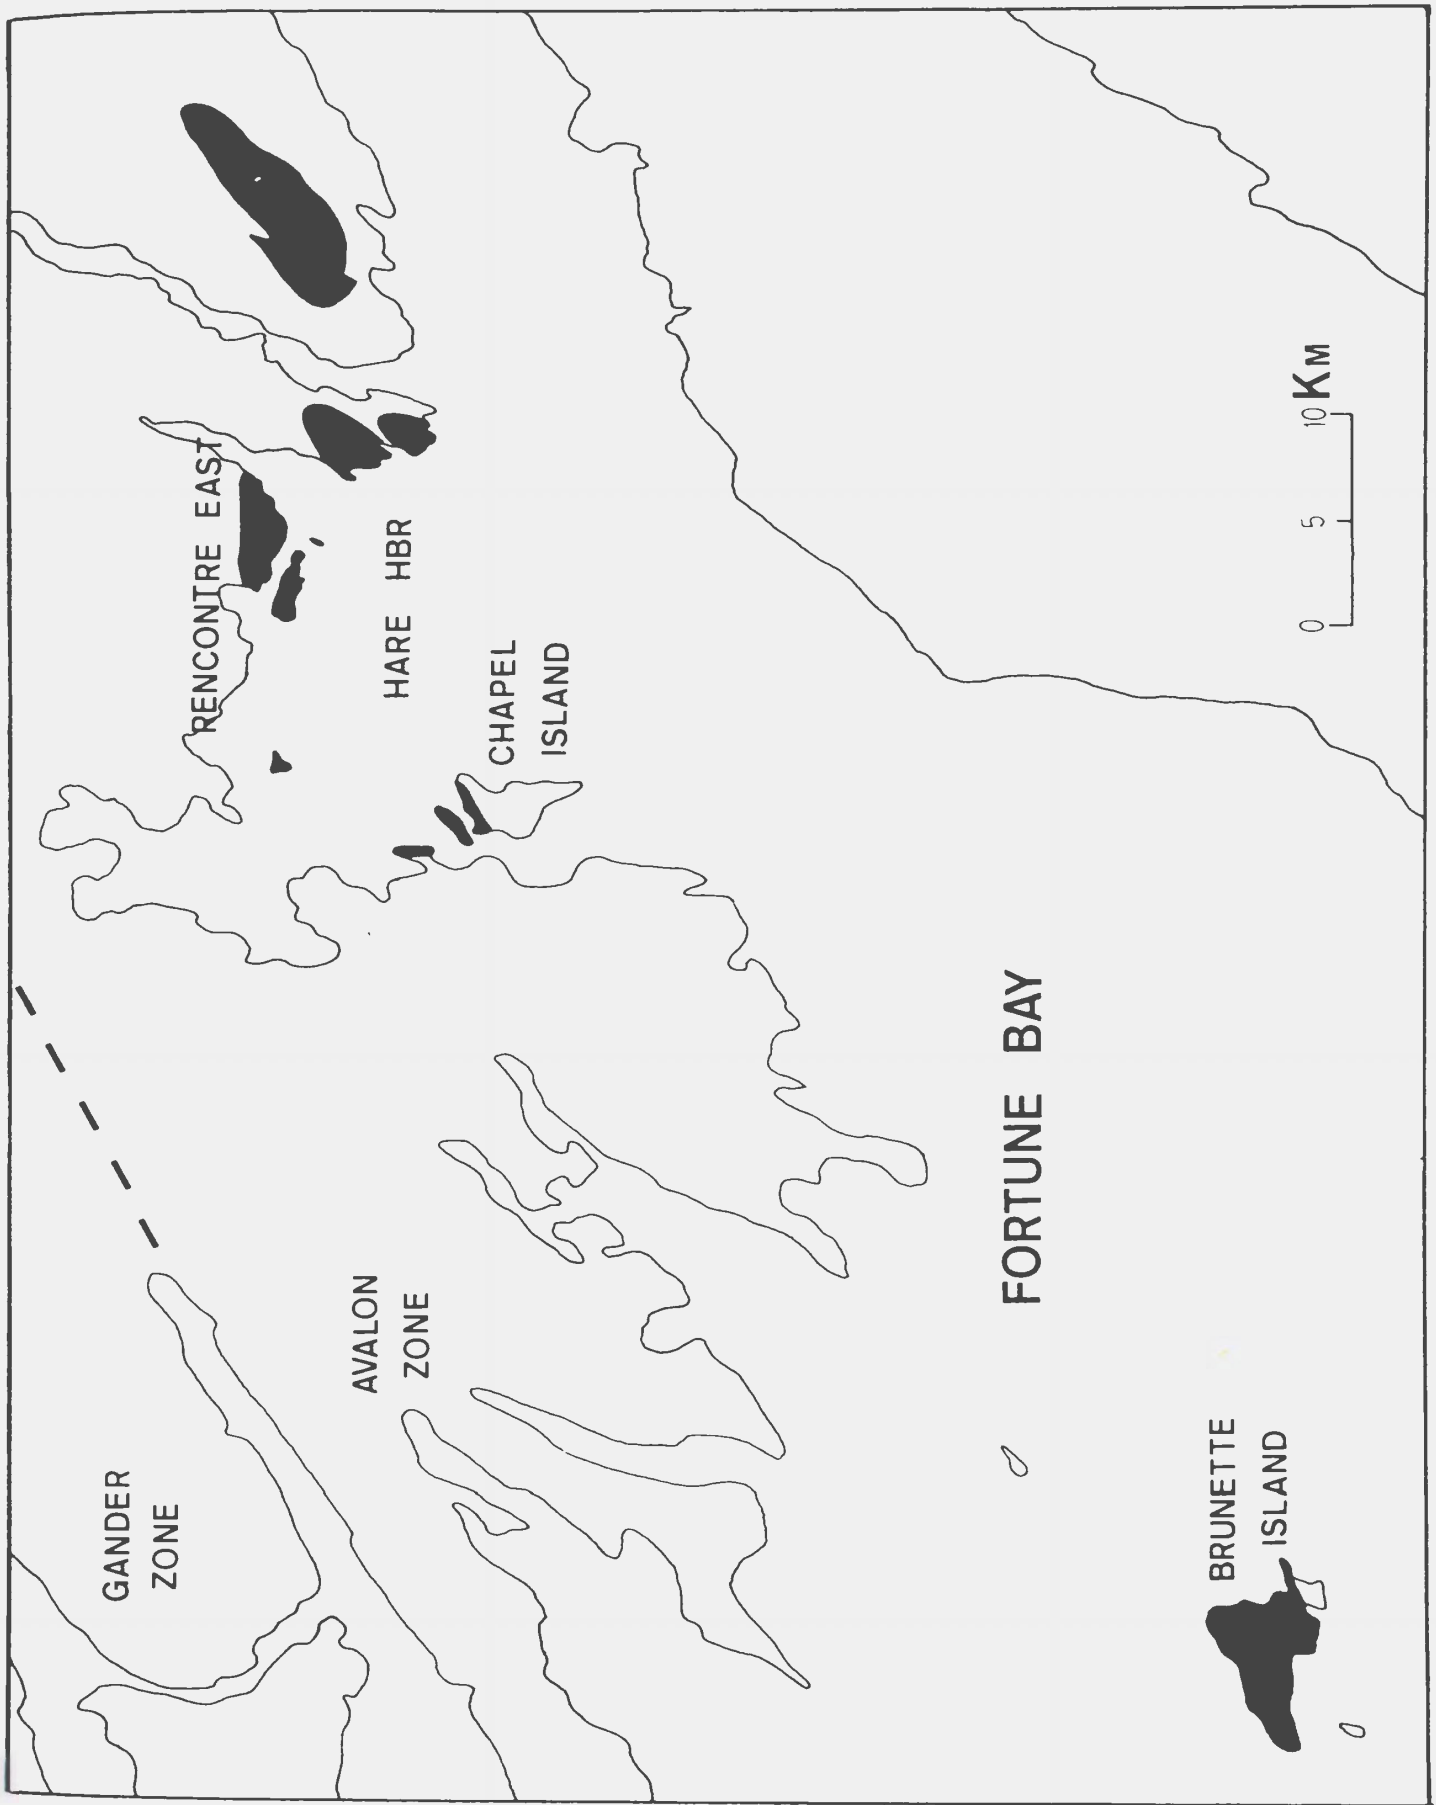 GANDER
ZONE
AVALON
ZONE
RENCONTRE EAST
HARE HBR
CHAPEL
ISLAND
FORTUNE BAY
BRUNETTE
ISLAND
0 5 10 KM